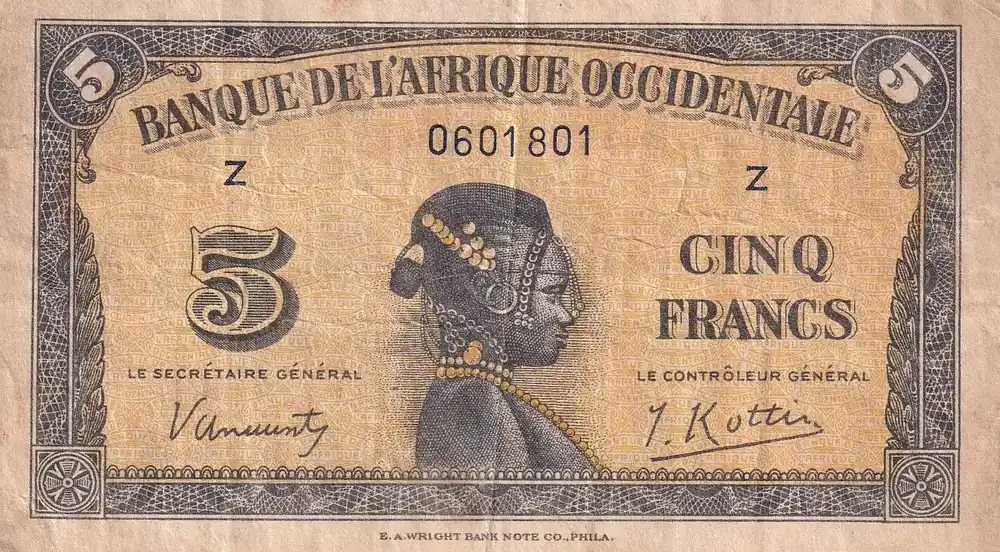 5 5
BANQUE DE L'AFRIQUE OCCIDENTALE
0601801
Z Z
5 CINQ
FRANCS
LE SECRÉTAIRE GÉNÉRAL LE CONTRÔLEUR GÉNÉRAL
J. Kottin
E.A.WRIGHT BANK NOTE CO.,PHILA.